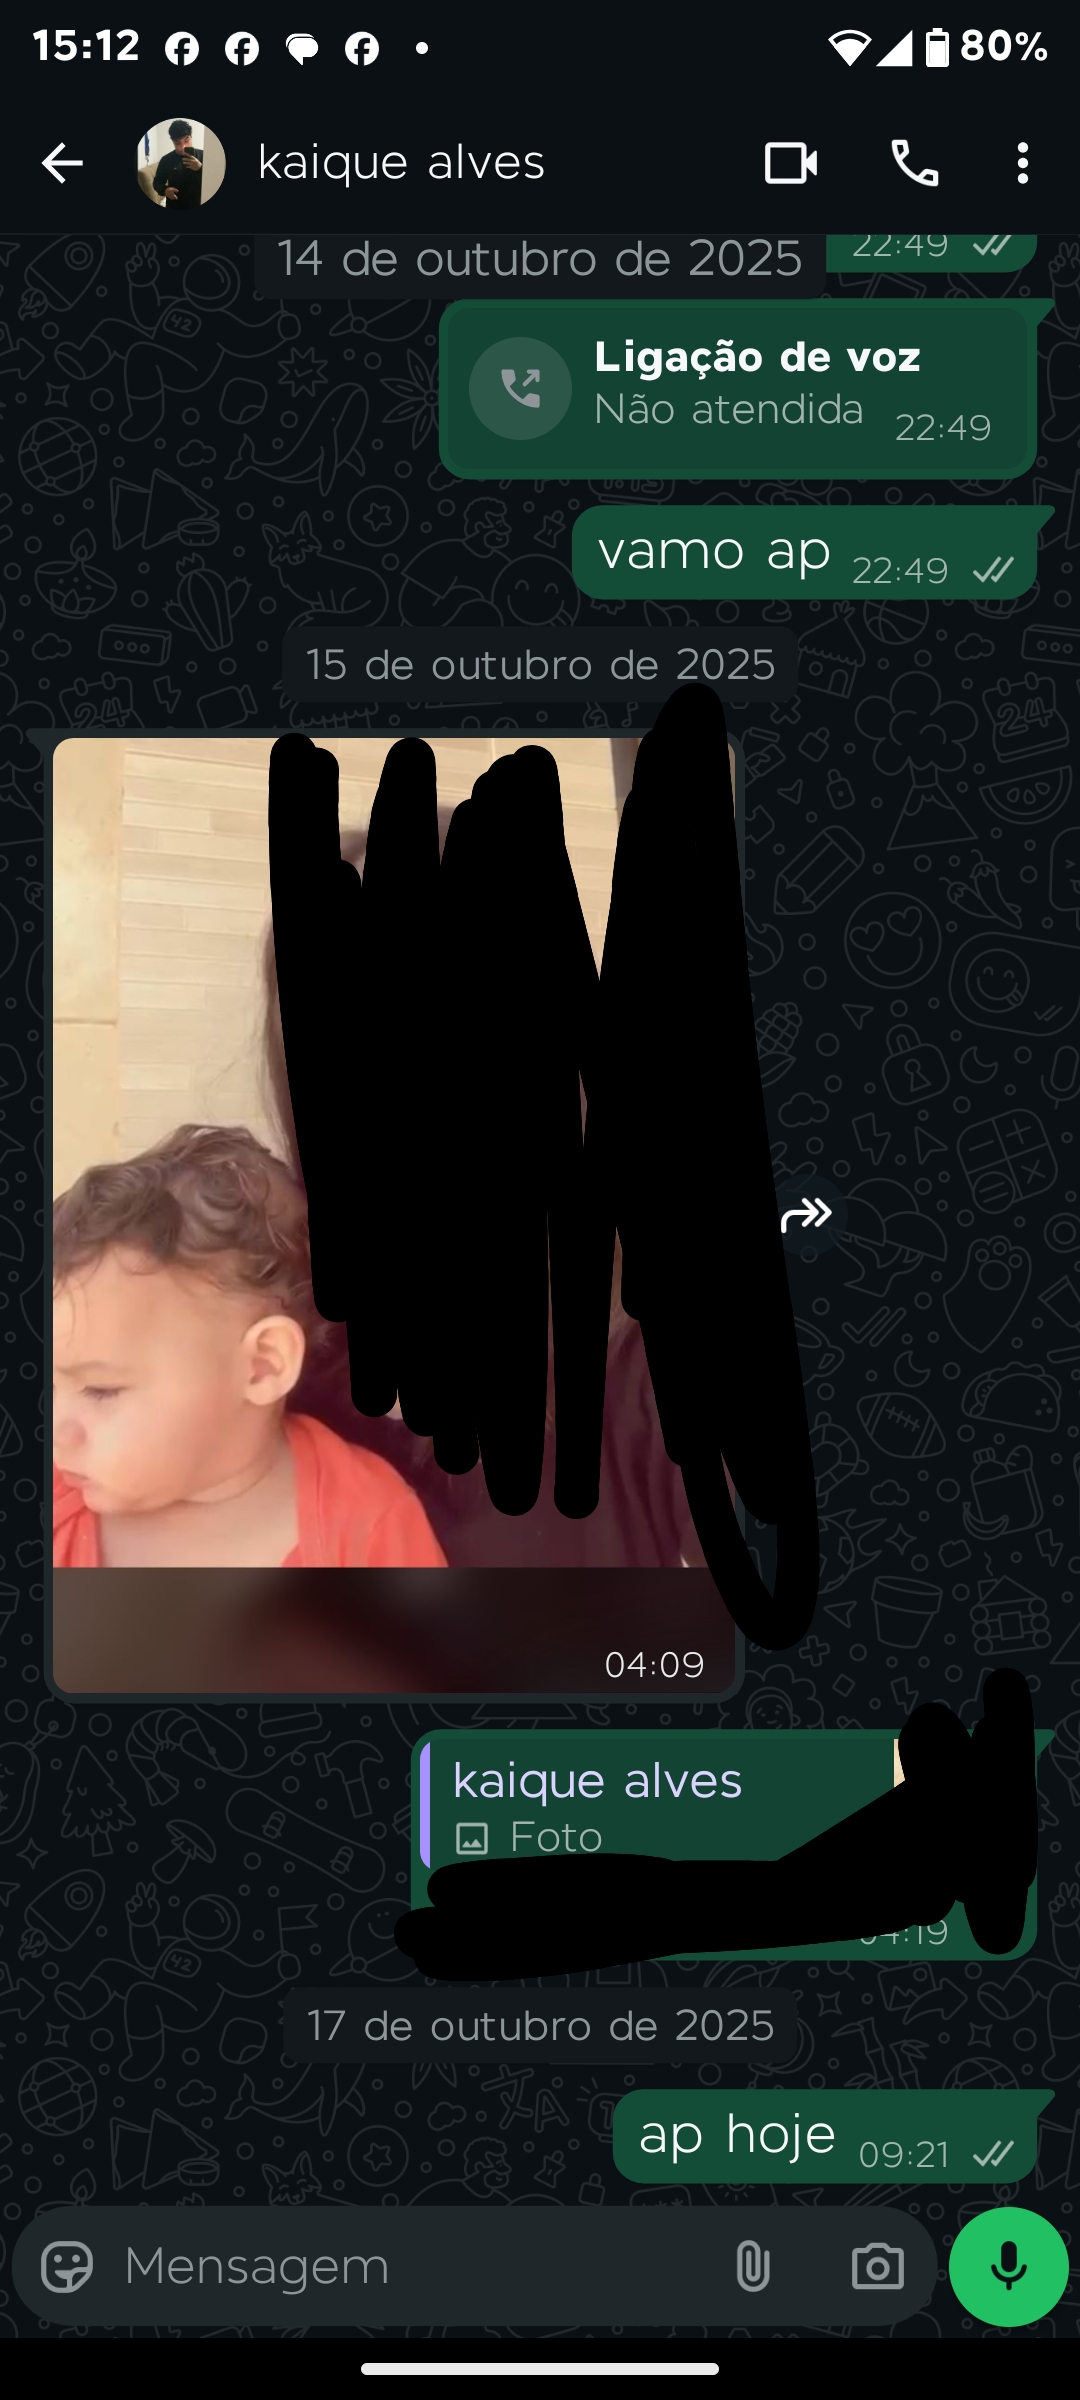 15:12
80%
kaique alves
14 de outubro de 2025
22:49
Ligação de voz
Não atendida 22:49
vamo ap 22:49
15 de outubro de 2025
04:09
kaique alves
Foto
04:19
17 de outubro de 2025
ap hoje 09:21
Mensagem